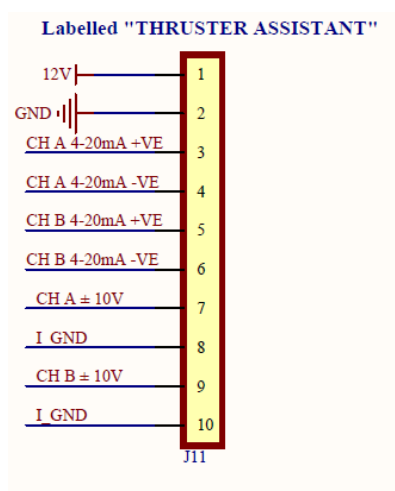 Labelled "THRUSTER ASSISTANT"
12V 1
GND 2
CH A 4-20mA +VE 3
CH A 4-20mA -VE 4
CH B 4-20mA +VE 5
CH B 4-20mA -VE 6
CH A ± 10V 7
I_GND 8
CH B ± 10V 9
I_GND 10
J11